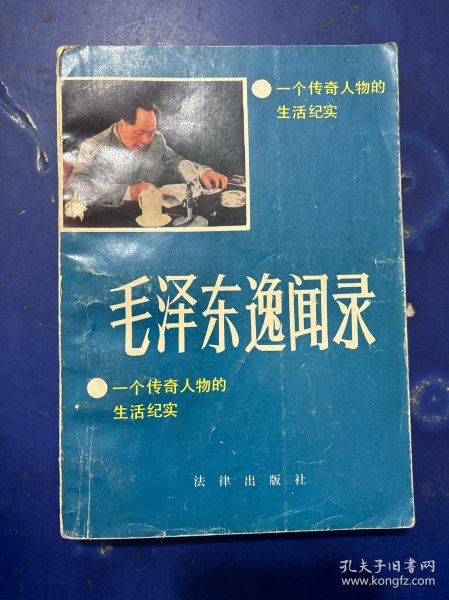 一个传奇人物的
生活纪实
毛泽东逸闻录
一个传奇人物的
生活纪实
法律出版社
孔夫子旧书网
www.kongfz.com